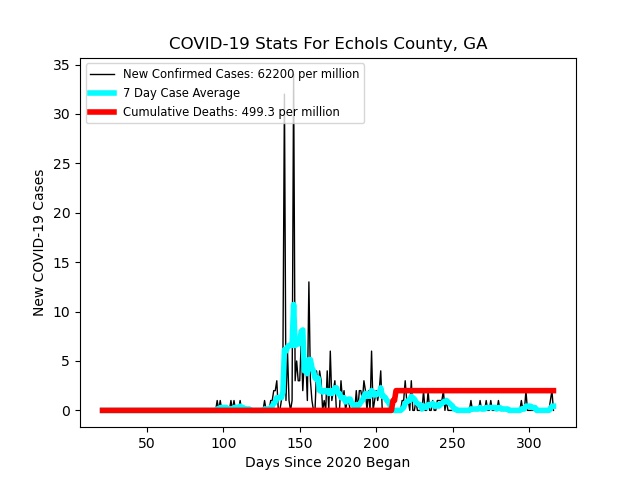 COVID-19 Stats For Echols County, GA
New Confirmed Cases: 62200 per million
7 Day Case Average
Cumulative Deaths: 499.3 per million
New COVID-19 Cases
35
30
25
20
15
10
5
0
50 100 150 200 250 300
Days Since 2020 Began